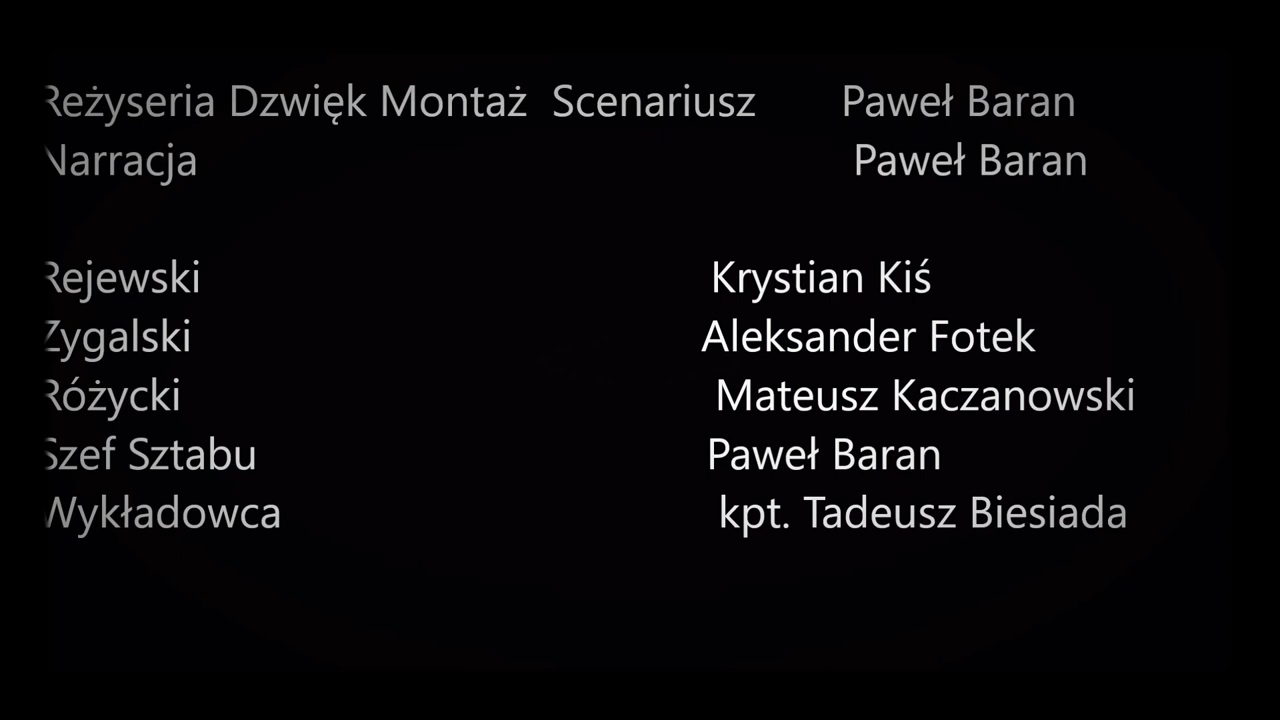 Reżyseria Dzwięk Montaż Scenariusz Paweł Baran
Narracja Paweł Baran
Rejewski Krystian Kiś
Zygalski Aleksander Fotek
Różycki Mateusz Kaczanowski
Szef Sztabu Paweł Baran
Wykładowca kpt. Tadeusz Biesiada